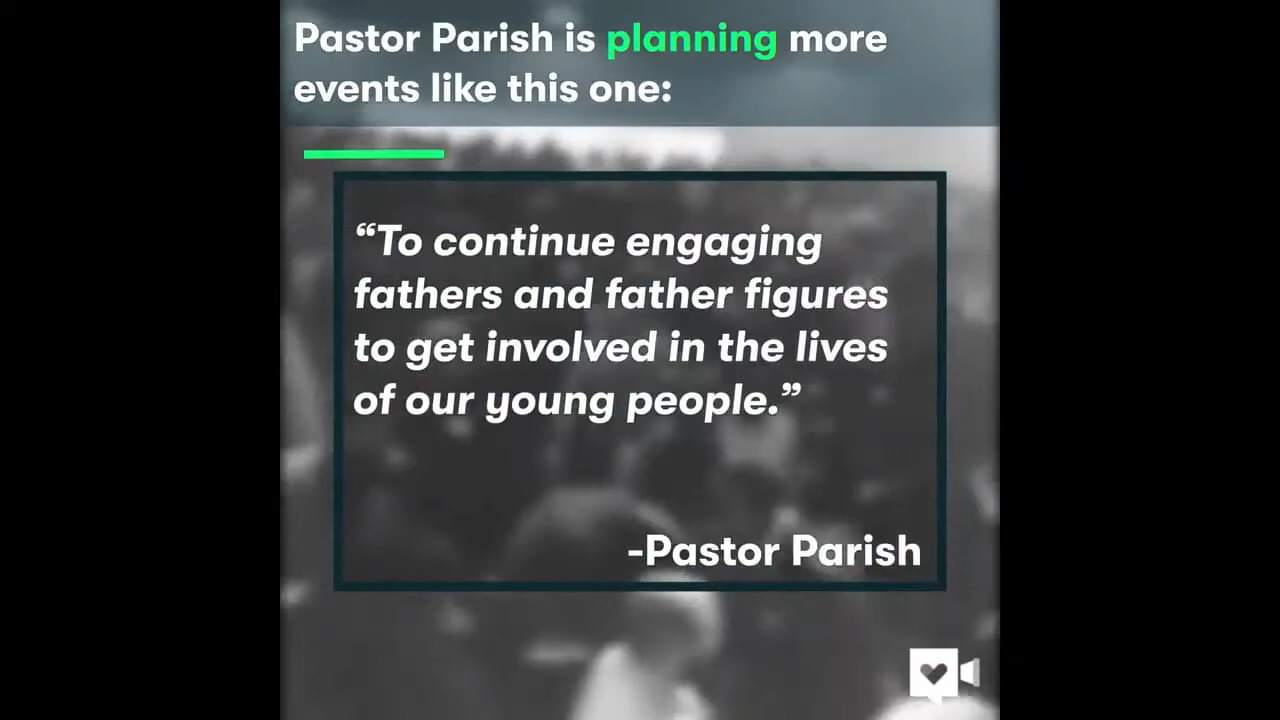 Pastor Parish is planning more
events like this one:
“To continue engaging
fathers and father figures
to get involved in the lives
of our young people.”
-Pastor Parish